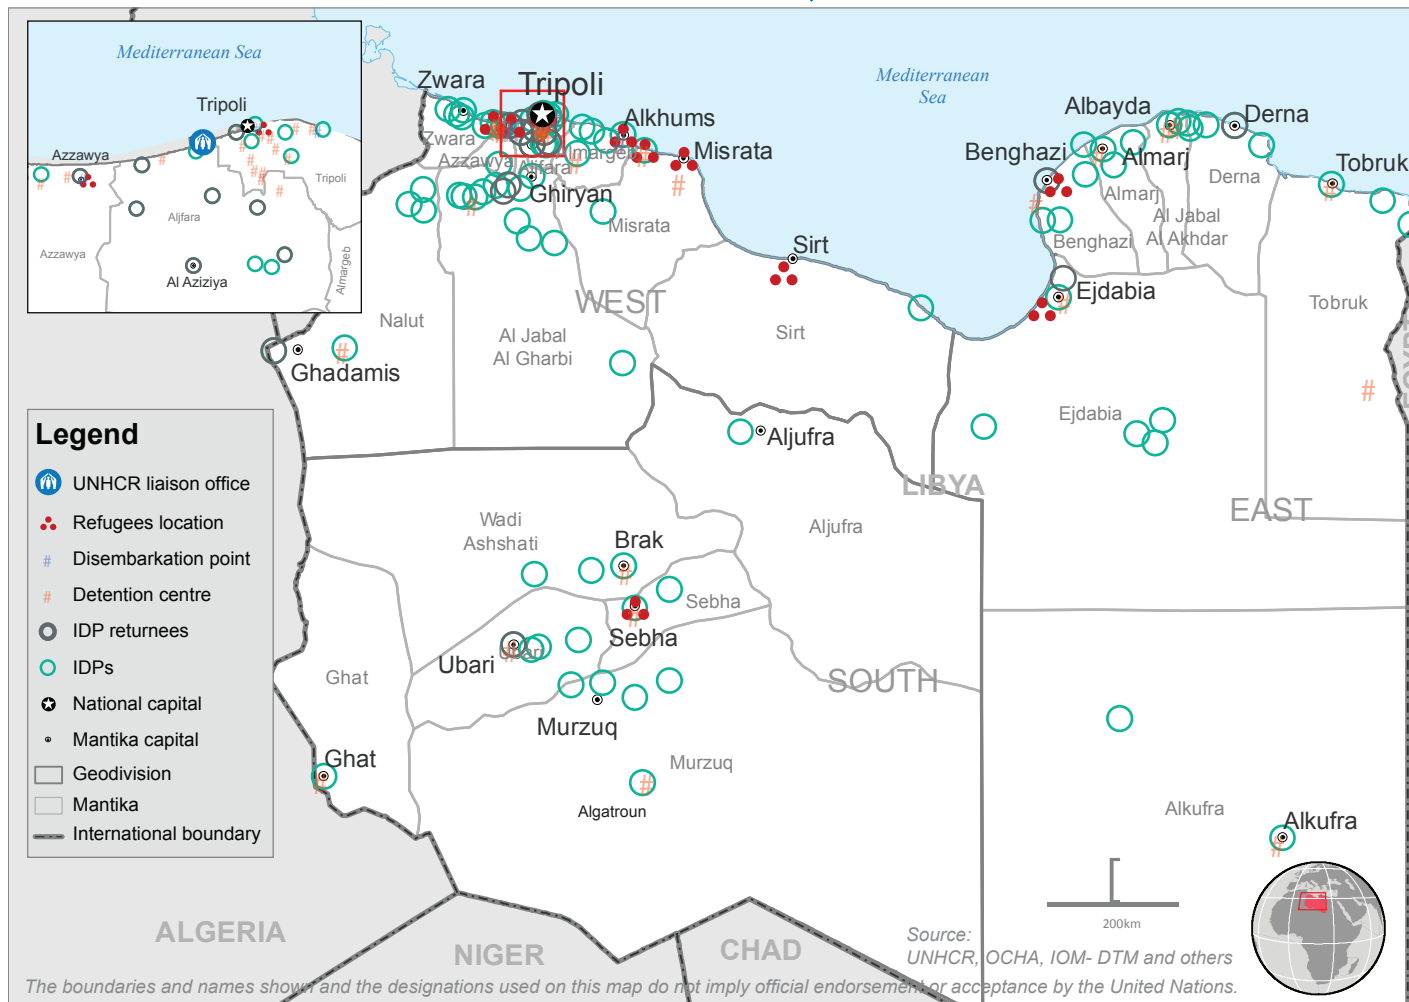 Mediterranean Sea
Tripoli
Azzawya
Tripoli
Aljfara
Azzawya
Al Aziziya
Almargeb
Mediterranean
Sea
Zwara
Tripoli
Alkhums
Misrata
Zwara
Azzawya
Aljfara
Ghiryan
Misrata
Sirt
WEST
Nalut
Al Jabal
Al Gharbi
Sirt
Ghadamis
Albayda
Derna
Benghazi
Almarj
Tobruk
Almarj
Derna
Al Jabal
Al Akhdar
Benghazi
Ejdabia
Tobruk
Ejdabia
Aljufra
LIBYA
EAST
Legend
UNHCR liaison office
Refugees location
# Disembarkation point
# Detention centre
IDP returnees
IDPs
National capital
Mantika capital
Geodivision
Mantika
International boundary
Wadi
Ashshati
Brak
Aljufra
Sebha
Sebha
Ubari
Ubari
Ghat
SOUTH
Murzuq
Ghat
Murzuq
Algatroun
Alkufra
Alkufra
200km
ALGERIA
NIGER
CHAD
Source:
UNHCR, OCHA, IOM- DTM and others
The boundaries and names shown and the designations used on this map do not imply official endorsement or acceptance by the United Nations.